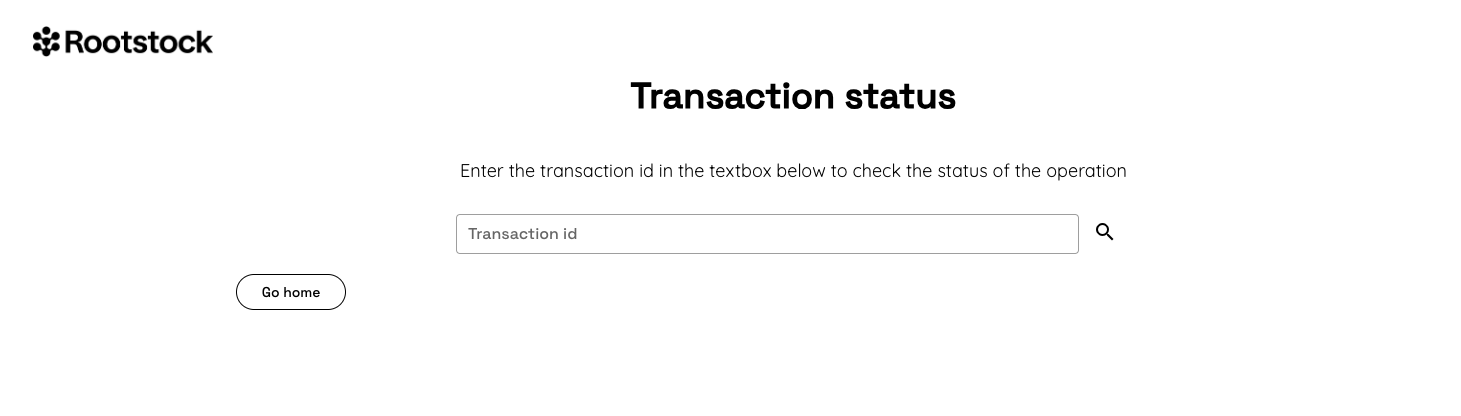 Rootstock
Transaction status
Enter the transaction id in the textbox below to check the status of the operation
Transaction id
Go home